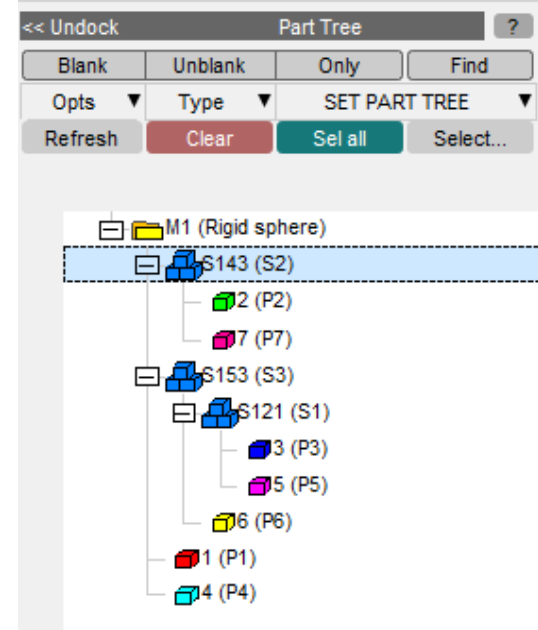 << Undock Part Tree ?
Blank Unblank Only Find
Opts ▼ Type ▼ SET PART TREE ▼
Refresh Clear Sel all Select...
M1 (Rigid sphere)
S143 (S2)
2 (P2)
7 (P7)
S153 (S3)
S121 (S1)
3 (P3)
5 (P5)
6 (P6)
1 (P1)
4 (P4)